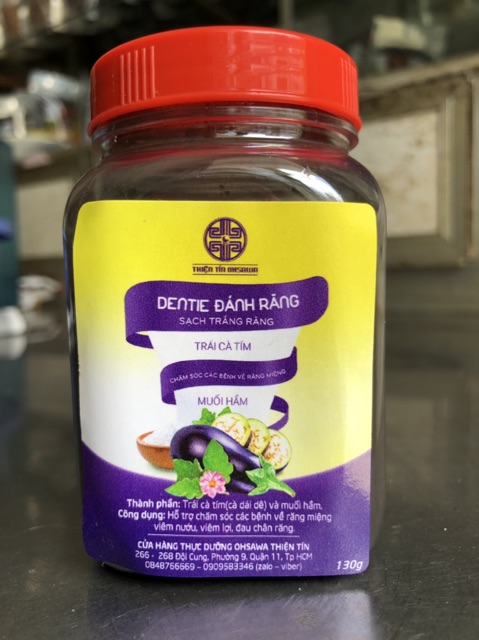 THIỆN TÍN OHSAWA
DENTIE ĐÁNH RĂNG
SẠCH TRẮNG RĂNG
TRÁI CÀ TÍM
CHĂM SÓC CÁC BỆNH VỀ RĂNG MIỆNG
MUỐI HẦM
Thành phần: Trái cà tím(cà dái dê) và muối hầm.
Công dụng: Hỗ trợ chăm sóc các bệnh về răng miệng
viêm nướu, viêm lợi, đau chân răng.
CỬA HÀNG THỰC DƯỠNG OHSAWA THIỆN TÍN
266 - 268 Đội Cung, Phường 9, Quận 11, Tp HCM
0848766669 - 0909583346 (zalo - viber)
130g